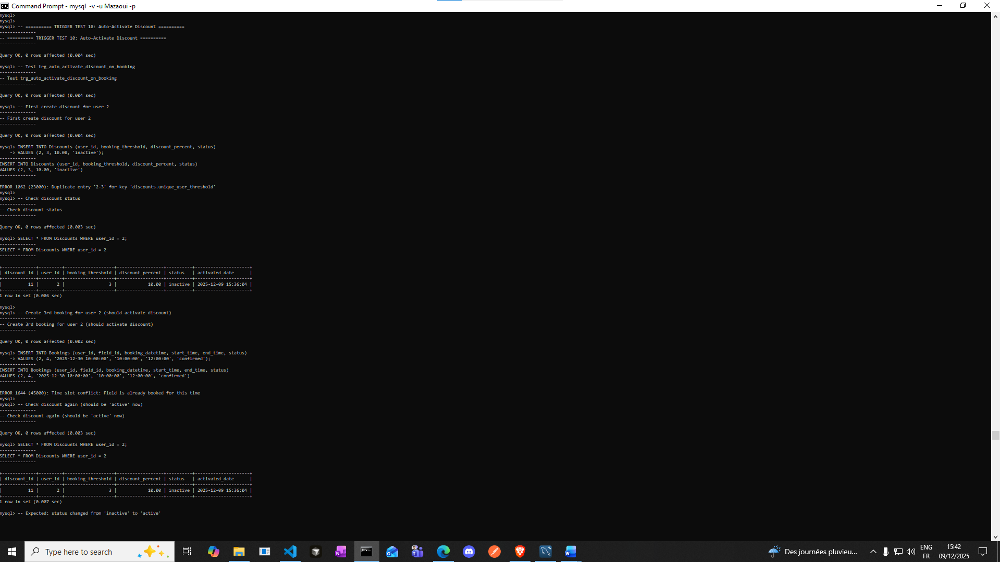 Command Prompt - mysql  -v -u Mazaoui -p
mysql>
mysql>
mysql> -- ========== TRIGGER TEST 10: Auto-Activate Discount ==========
--------------
-- ========== TRIGGER TEST 10: Auto-Activate Discount ==========
--------------
Query OK, 0 rows affected (0.004 sec)
mysql> -- Test trg_auto_activate_discount_on_booking
--------------
-- Test trg_auto_activate_discount_on_booking
--------------
Query OK, 0 rows affected (0.004 sec)
mysql> -- First create discount for user 2
--------------
-- First create discount for user 2
--------------
Query OK, 0 rows affected (0.004 sec)
mysql> INSERT INTO Discounts (user_id, booking_threshold, discount_percent, status)
    -> VALUES (2, 3, 10.00, 'inactive');
--------------
INSERT INTO Discounts (user_id, booking_threshold, discount_percent, status)
VALUES (2, 3, 10.00, 'inactive')
--------------
ERROR 1062 (23000): Duplicate entry '2-3' for key 'discounts.unique_user_threshold'
mysql>
mysql> -- Check discount status
--------------
-- Check discount status
--------------
Query OK, 0 rows affected (0.003 sec)
mysql> SELECT * FROM Discounts WHERE user_id = 2;
--------------
SELECT * FROM Discounts WHERE user_id = 2
--------------
+-------------+---------+-------------------+------------------+----------+---------------------+
| discount_id | user_id | booking_threshold | discount_percent | status   | activated_date      |
+-------------+---------+-------------------+------------------+----------+---------------------+
|          11 |       2 |                 3 |            10.00 | inactive | 2025-12-09 15:36:04 |
+-------------+---------+-------------------+------------------+----------+---------------------+
1 row in set (0.006 sec)
mysql>
mysql> -- Create 3rd booking for user 2 (should activate discount)
--------------
-- Create 3rd booking for user 2 (should activate discount)
--------------
Query OK, 0 rows affected (0.002 sec)
mysql> INSERT INTO Bookings (user_id, field_id, booking_datetime, start_time, end_time, status)
    -> VALUES (2, 4, '2025-12-30 10:00:00', '10:00:00', '12:00:00', 'confirmed');
--------------
INSERT INTO Bookings (user_id, field_id, booking_datetime, start_time, end_time, status)
VALUES (2, 4, '2025-12-30 10:00:00', '10:00:00', '12:00:00', 'confirmed')
--------------
ERROR 1644 (45000): Time slot conflict: Field is already booked for this time
mysql>
mysql> -- Check discount again (should be 'active' now)
--------------
-- Check discount again (should be 'active' now)
--------------
Query OK, 0 rows affected (0.003 sec)
mysql> SELECT * FROM Discounts WHERE user_id = 2;
--------------
SELECT * FROM Discounts WHERE user_id = 2
--------------
+-------------+---------+-------------------+------------------+----------+---------------------+
| discount_id | user_id | booking_threshold | discount_percent | status   | activated_date      |
+-------------+---------+-------------------+------------------+----------+---------------------+
|          11 |       2 |                 3 |            10.00 | inactive | 2025-12-09 15:36:04 |
+-------------+---------+-------------------+------------------+----------+---------------------+
1 row in set (0.007 sec)
mysql> -- Expected: status changed from 'inactive' to 'active'
Type here to search
Des journées pluvieu...
ENG
FR
15:42
09/12/2025